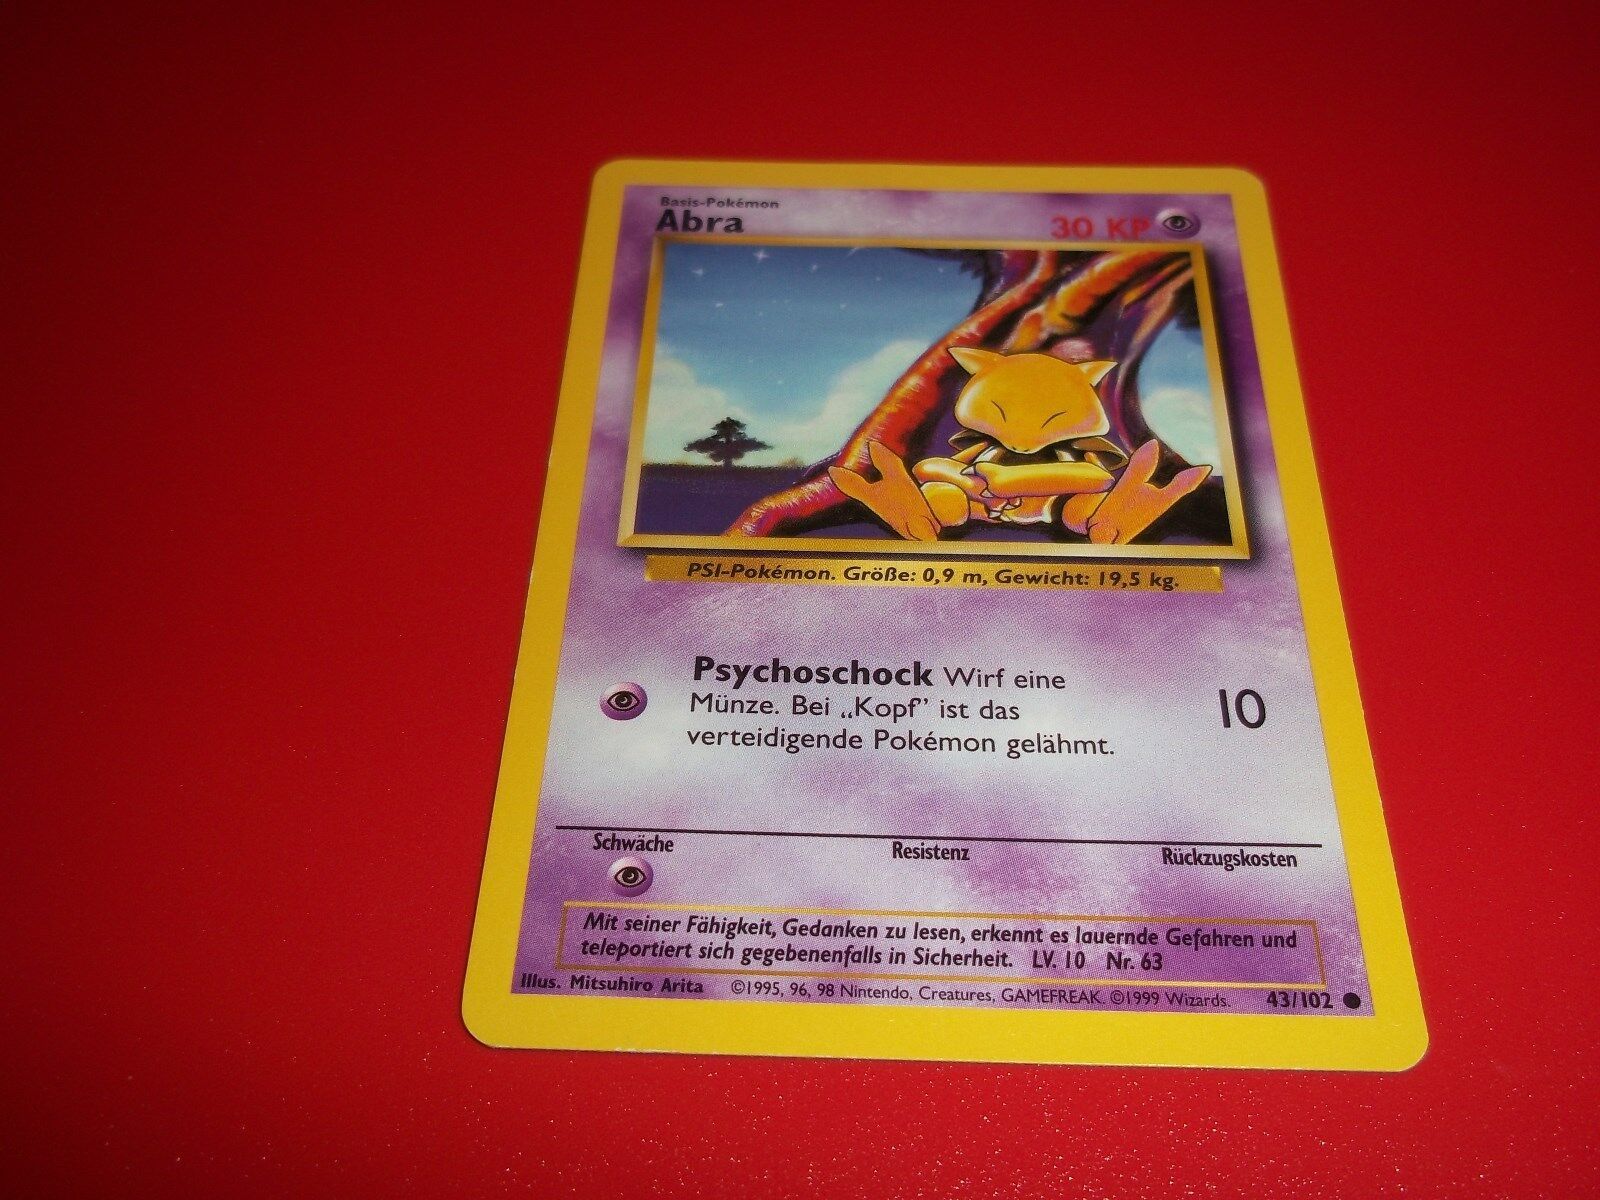 Basis-Pokémon
Abra 30 KP
PSI-Pokémon. Größe: 0,9 m, Gewicht: 19,5 kg.
Psychoschock Wirf eine
Münze. Bei „Kopf” ist das
verteidigende Pokémon gelähmt.
10
Schwäche Resistenz Rückzugskosten
Mit seiner Fähigkeit, Gedanken zu lesen, erkennt es lauernde Gefahren und
teleportiert sich gegebenenfalls in Sicherheit. LV. 10 Nr. 63
Illus. Mitsuhiro Arita ©1995, 96, 98 Nintendo, Creatures, GAMEFREAK. ©1999 Wizards. 43/102